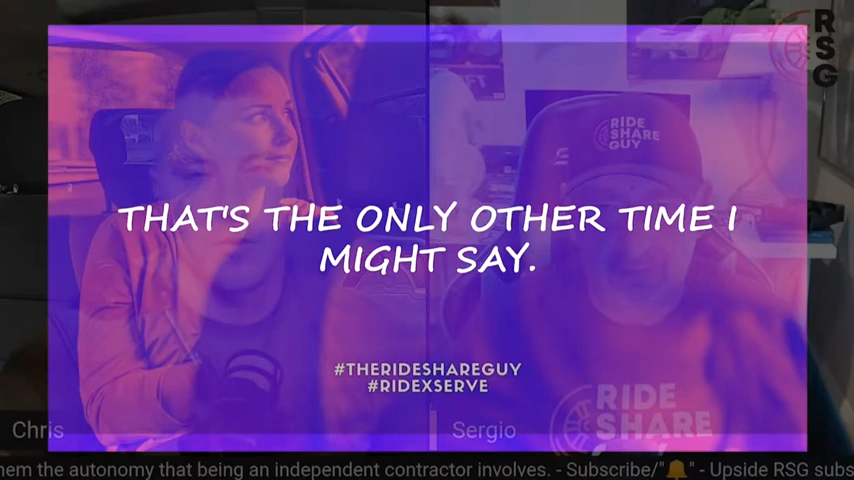 RSG
RIDE
SHARE
GUY
THAT'S THE ONLY OTHER TIME I
MIGHT SAY.
#THERIDESHAREGUY
#RIDEXSERVE
RIDE
SHARE
Chris
Sergio
hem the autonomy that being an independent contractor involves. - Subscribe/"🔔" - Upside RSG subs